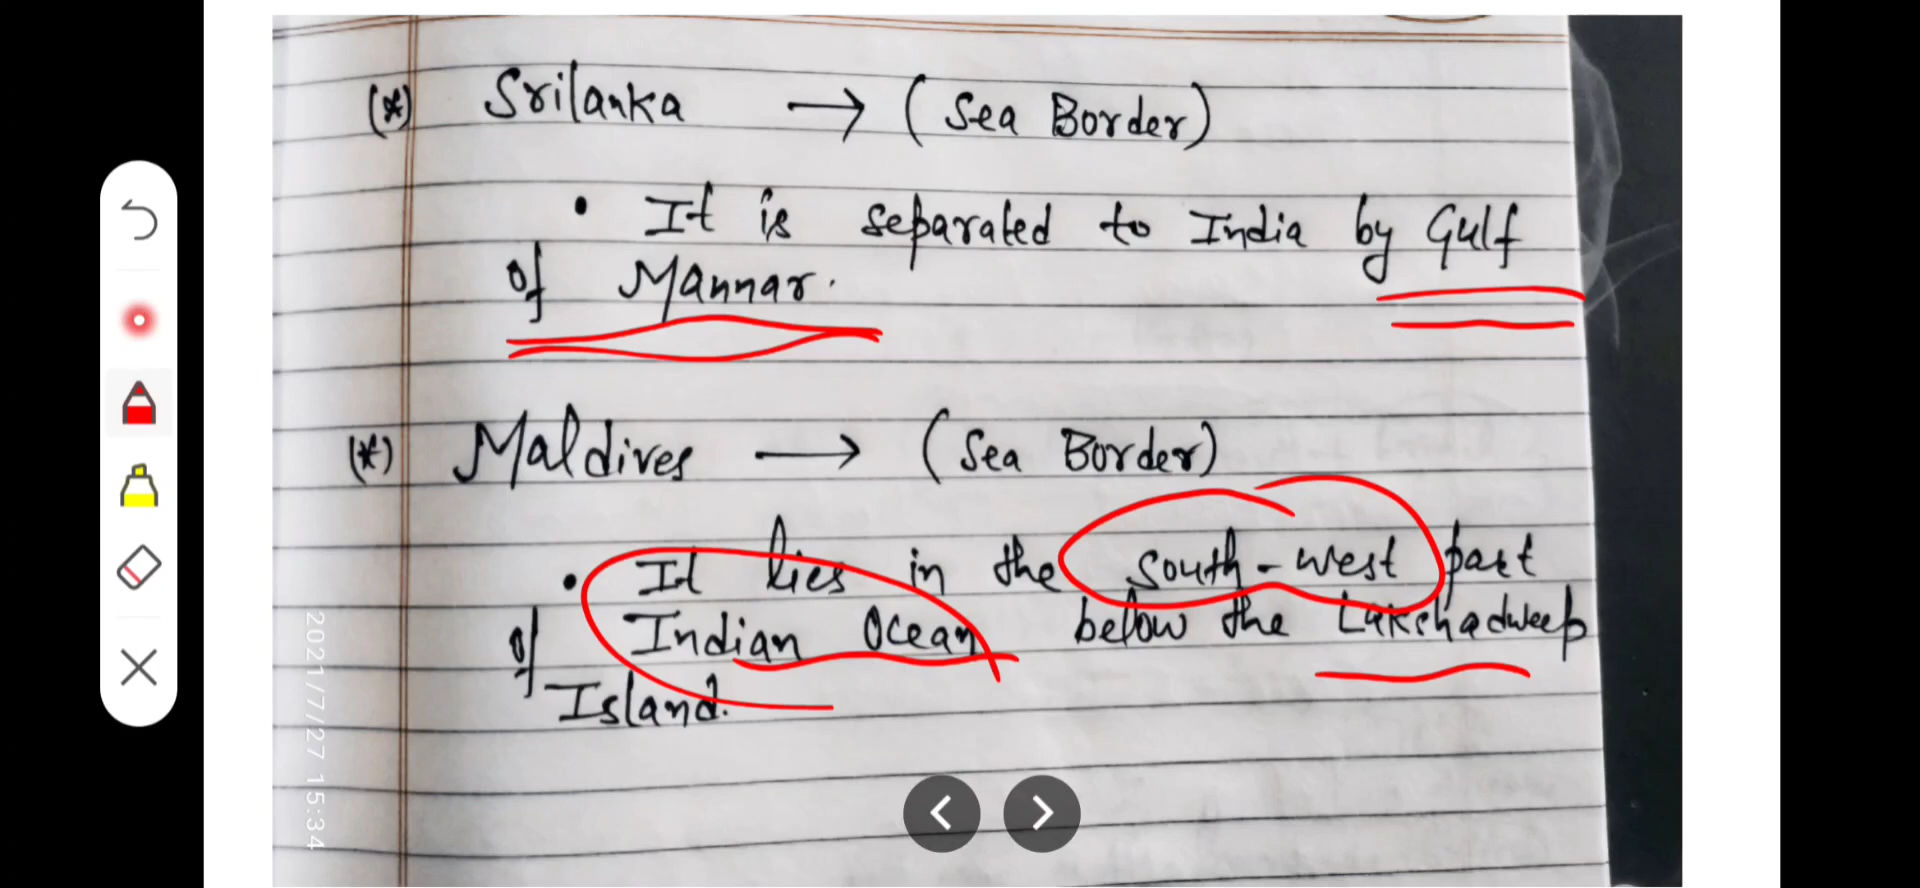 (*) Srilanka → (Sea Border)
• It is separated to India by Gulf
of Mannar.
(*) Maldives → (Sea Border)
• It lies in the South-west part
of Indian Ocean below the Lakshadweep
Island.
2021/7/27 15:34